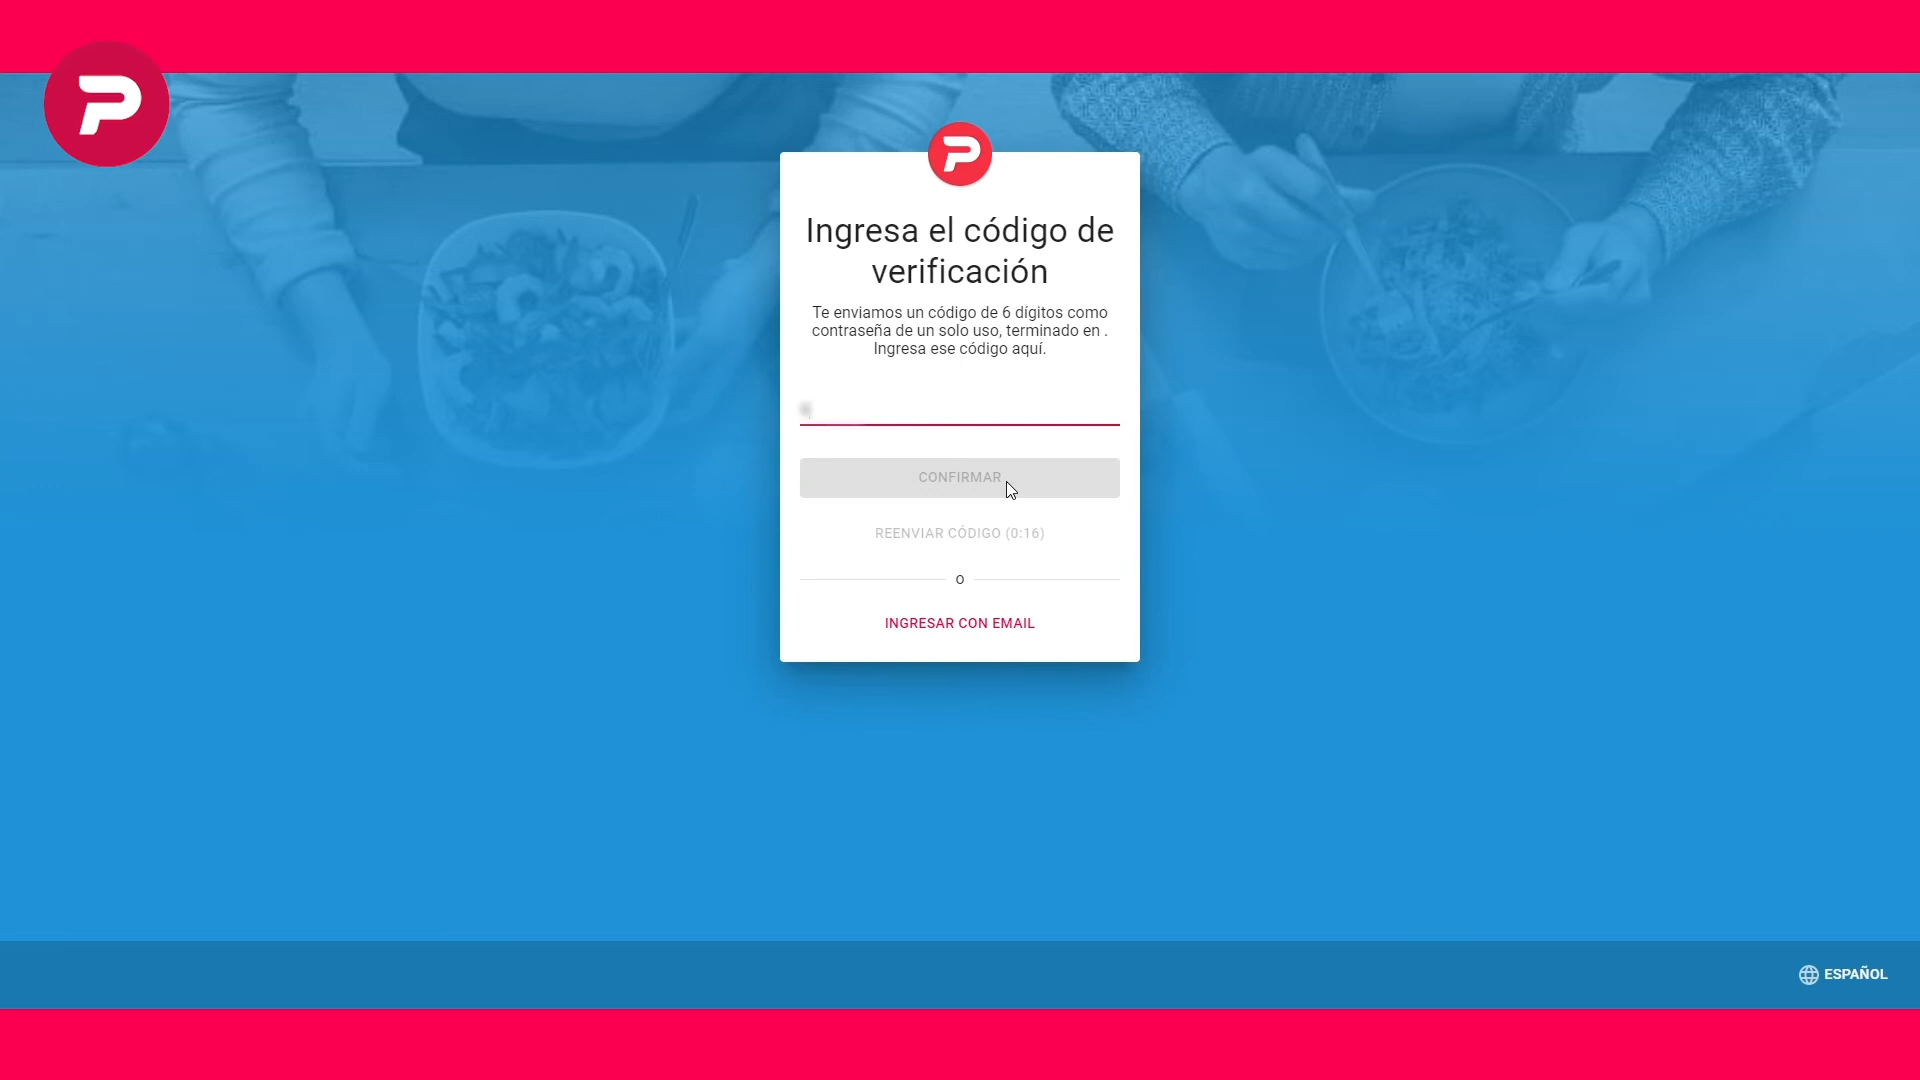 Ingresa el código de
verificación
Te enviamos un código de 6 dígitos como
contraseña de un solo uso, terminado en .
Ingresa ese código aquí.
CONFIRMAR
REENVIAR CÓDIGO (0:16)
O
INGRESAR CON EMAIL
ESPAÑOL